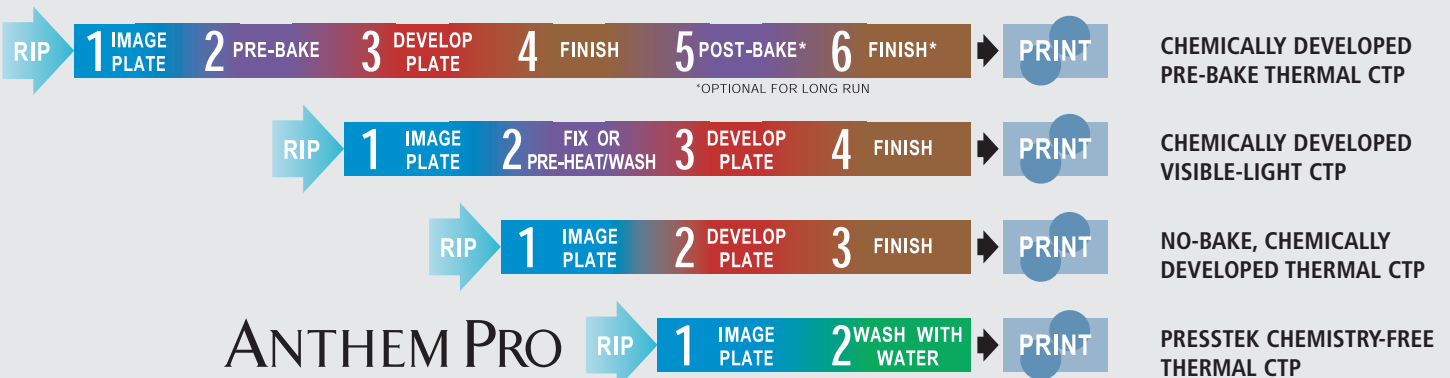 RIP 1 IMAGE PLATE 2 PRE-BAKE 3 DEVELOP PLATE 4 FINISH 5 POST-BAKE* 6 FINISH* PRINT
*OPTIONAL FOR LONG RUN
CHEMICALLY DEVELOPED
PRE-BAKE THERMAL CTP
RIP 1 IMAGE PLATE 2 FIX OR PRE-HEAT/WASH 3 DEVELOP PLATE 4 FINISH PRINT
CHEMICALLY DEVELOPED
VISIBLE-LIGHT CTP
RIP 1 IMAGE PLATE 2 DEVELOP PLATE 3 FINISH PRINT
NO-BAKE, CHEMICALLY
DEVELOPED THERMAL CTP
ANTHEM PRO RIP 1 IMAGE PLATE 2 WASH WITH WATER PRINT
PRESSTEK CHEMISTRY-FREE
THERMAL CTP